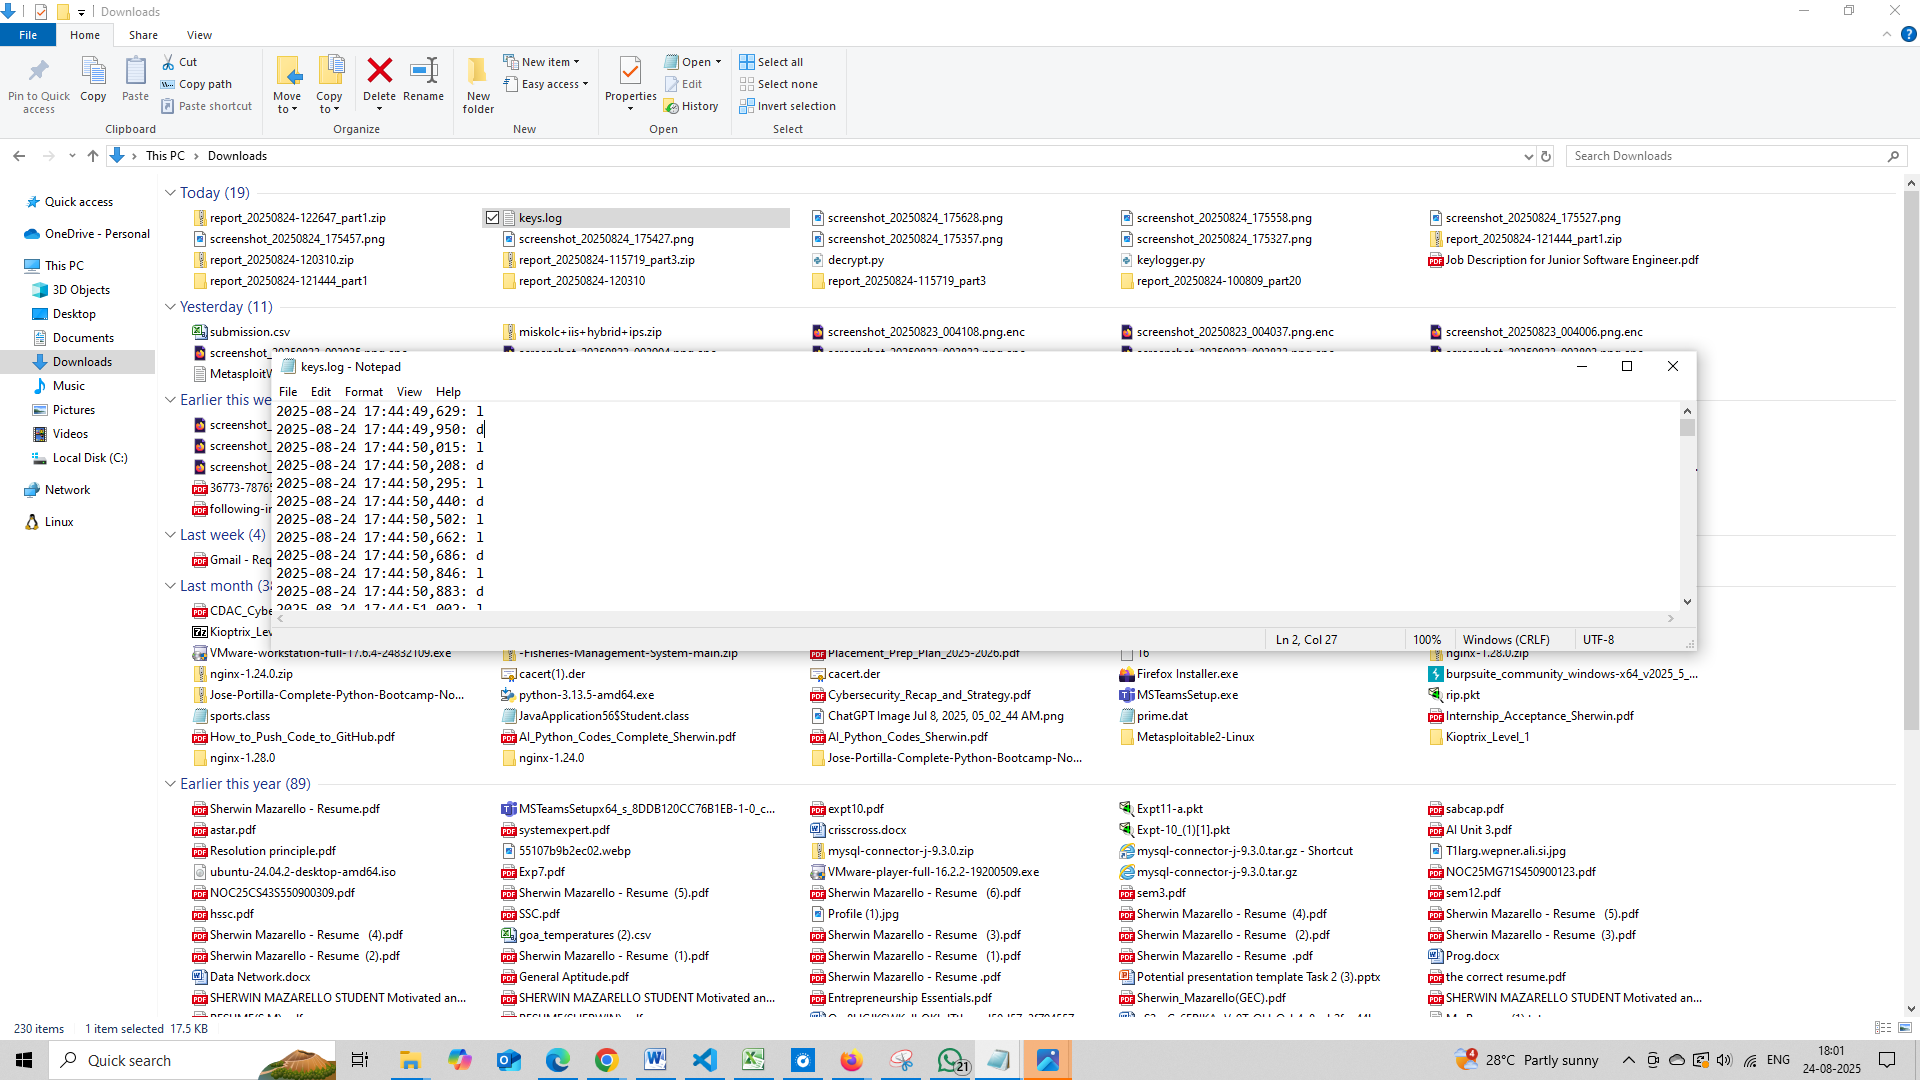 Downloads
File Home Share View
Pin to Quick access
Copy
Paste
Cut
Copy path
Paste shortcut
Clipboard
Move to
Copy to
Delete
Rename
Organize
New folder
New item
Easy access
New
Properties
Open
Edit
History
Open
Select all
Select none
Invert selection
Select
This PC > Downloads
Search Downloads
Quick access
OneDrive - Personal
This PC
3D Objects
Desktop
Documents
Downloads
Music
Pictures
Videos
Local Disk (C:)
Network
Linux
Today (19)
report_20250824-122647_part1.zip keys.log screenshot_20250824_175628.png screenshot_20250824_175558.png screenshot_20250824_175527.png
screenshot_20250824_175457.png screenshot_20250824_175427.png screenshot_20250824_175357.png screenshot_20250824_175327.png report_20250824-121444_part1.zip
report_20250824-120310.zip report_20250824-115719_part3.zip decrypt.py keylogger.py Job Description for Junior Software Engineer.pdf
report_20250824-121444_part1 report_20250824-120310 report_20250824-115719_part3 report_20250824-100809_part20
Yesterday (11)
submission.csv miskolc+iis+hybrid+ips.zip screenshot_20250823_004108.png.enc screenshot_20250823_004037.png.enc screenshot_20250823_004006.png.enc
MetasploitW
Earlier this we
screenshot_
screenshot_
screenshot_
36773-7876
following-i
Last week (4)
Gmail - Req
Last month (3
CDAC_Cybe
Kioptrix_Lev
keys.log - Notepad
File Edit Format View Help
2025-08-24 17:44:49,629: l
2025-08-24 17:44:49,950: d
2025-08-24 17:44:50,015: l
2025-08-24 17:44:50,208: d
2025-08-24 17:44:50,295: l
2025-08-24 17:44:50,440: d
2025-08-24 17:44:50,502: l
2025-08-24 17:44:50,662: l
2025-08-24 17:44:50,686: d
2025-08-24 17:44:50,846: l
2025-08-24 17:44:50,883: d
2025-08-24 17:44:51,002: l
Ln 2, Col 27 100% Windows (CRLF) UTF-8
VMware-workstation-full-17.6.4-24832109.exe -Fisheries-Management-System-main.zip Placement_Prep_Plan_2025-2026.pdf 16 nginx-1.28.0.zip
nginx-1.24.0.zip cacert(1).der cacert.der Firefox Installer.exe burpsuite_community_windows-x64_v2025_5_...
Jose-Portilla-Complete-Python-Bootcamp-No... python-3.13.5-amd64.exe Cybersecurity_Recap_and_Strategy.pdf MSTeamsSetup.exe rip.pkt
sports.class JavaApplication56$Student.class ChatGPT Image Jul 8, 2025, 05_02_44 AM.png prime.dat Internship_Acceptance_Sherwin.pdf
How_to_Push_Code_to_GitHub.pdf AI_Python_Codes_Complete_Sherwin.pdf AI_Python_Codes_Sherwin.pdf Metasploitable2-Linux Kioptrix_Level_1
nginx-1.28.0 nginx-1.24.0 Jose-Portilla-Complete-Python-Bootcamp-No...
Earlier this year (89)
Sherwin Mazarello - Resume.pdf MSTeamsSetupx64_s_8DDB120CC76B1EB-1-0_c... expt10.pdf Expt11-a.pkt sabcap.pdf
astar.pdf systemexpert.pdf crisscross.docx Expt-10_(1)[1].pkt AI Unit 3.pdf
Resolution principle.pdf 55107b9b2ec02.webp mysql-connector-j-9.3.0.zip mysql-connector-j-9.3.0.tar.gz - Shortcut T1larg.wepner.ali.si.jpg
ubuntu-24.04.2-desktop-amd64.iso Exp7.pdf VMware-player-full-16.2.2-19200509.exe mysql-connector-j-9.3.0.tar.gz NOC25MG71S450900123.pdf
NOC25CS43S550900309.pdf Sherwin Mazarello - Resume (5).pdf Sherwin Mazarello - Resume (6).pdf sem3.pdf sem12.pdf
hssc.pdf SSC.pdf Profile (1).jpg Sherwin Mazarello - Resume (4).pdf Sherwin Mazarello - Resume (5).pdf
Sherwin Mazarello - Resume (4).pdf goa_temperatures (2).csv Sherwin Mazarello - Resume (3).pdf Sherwin Mazarello - Resume (2).pdf Sherwin Mazarello - Resume (3).pdf
Sherwin Mazarello - Resume (2).pdf Sherwin Mazarello - Resume (1).pdf Sherwin Mazarello - Resume (1).pdf Sherwin Mazarello - Resume .pdf Prog.docx
Data Network.docx General Aptitude.pdf Sherwin Mazarello - Resume .pdf Potential presentation template Task 2 (3).pptx the correct resume.pdf
SHERWIN MAZARELLO STUDENT Motivated an... SHERWIN MAZARELLO STUDENT Motivated an... Entrepreneurship Essentials.pdf Sherwin_Mazarello(GEC).pdf SHERWIN MAZARELLO STUDENT Motivated an...
230 items 1 item selected 17.5 KB
Quick search
21
4
28°C Partly sunny
ENG
18:01
24-08-2025